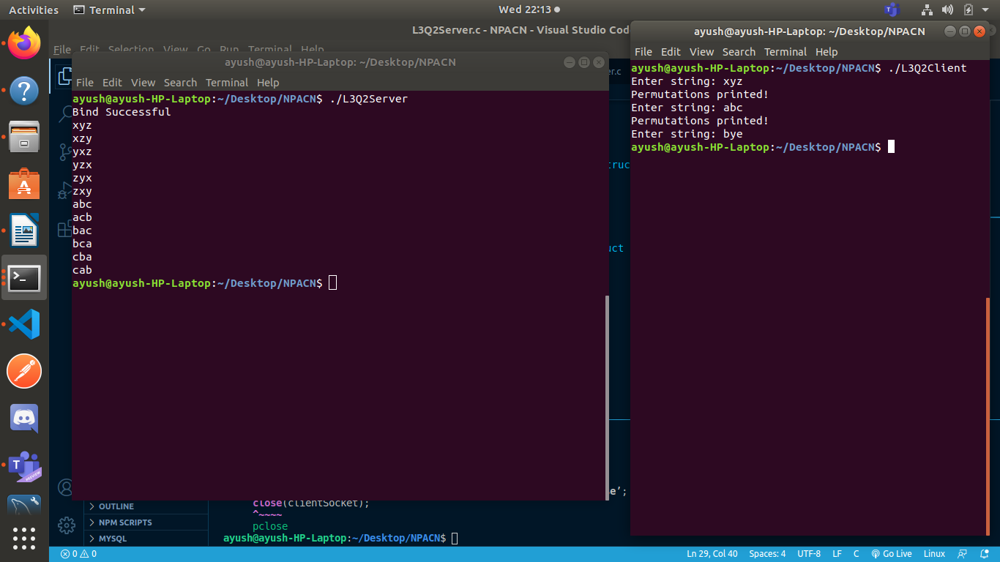 Activities Terminal Wed 22:13
L3Q2Server.c - NPACN - Visual Studio Cod
File Edit Selection View Go Run Terminal Help
ayush@ayush-HP-Laptop: ~/Desktop/NPACN
File Edit View Search Terminal Help
ayush@ayush-HP-Laptop:~/Desktop/NPACN$ ./L3Q2Server
Bind Successful
xyz
xzy
yxz
yzx
zyx
zxy
abc
acb
bac
bca
cba
cab
ayush@ayush-HP-Laptop:~/Desktop/NPACN$
ayush@ayush-HP-Laptop: ~/Desktop/NPACN
File Edit View Search Terminal Help
ayush@ayush-HP-Laptop:~/Desktop/NPACN$ ./L3Q2Client
Enter string: xyz
Permutations printed!
Enter string: abc
Permutations printed!
Enter string: bye
ayush@ayush-HP-Laptop:~/Desktop/NPACN$
er.c
truc
uct
e’;
close(clientSocket);
^~~~~
pclose
ayush@ayush-HP-Laptop:~/Desktop/NPACN$
OUTLINE
NPM SCRIPTS
MYSQL
T
PREVIEW
0 0 Ln 29, Col 40 Spaces: 4 UTF-8 LF C Go Live Linux